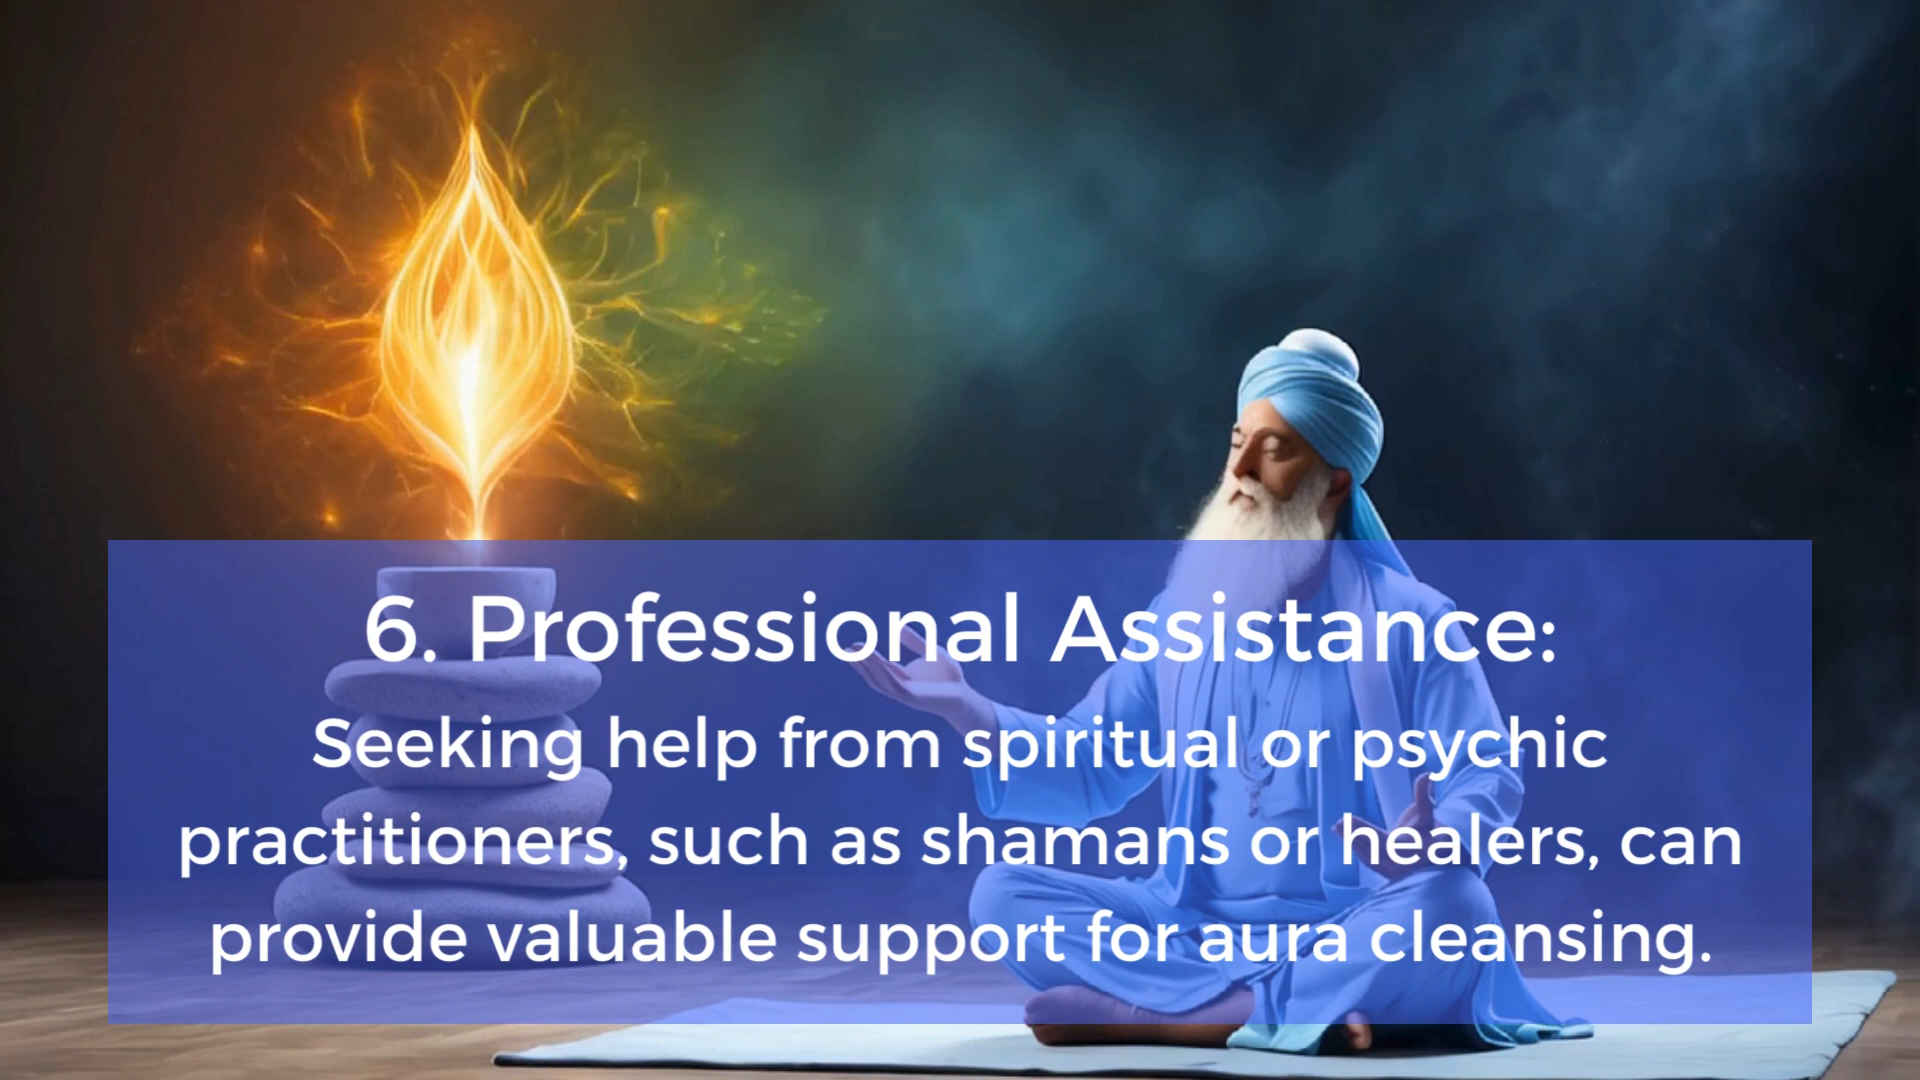 6. Professional Assistance:
Seeking help from spiritual or psychic
practitioners, such as shamans or healers, can
provide valuable support for aura cleansing.